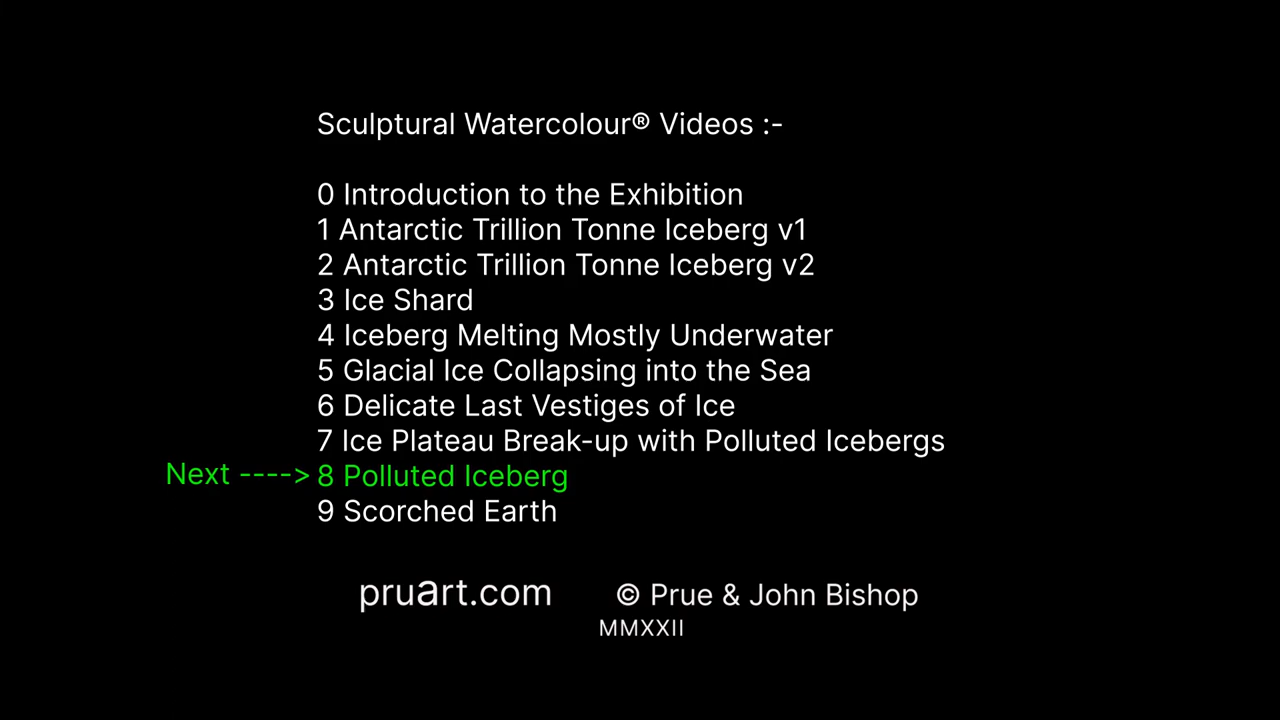 Sculptural Watercolour® Videos :-
0 Introduction to the Exhibition
1 Antarctic Trillion Tonne Iceberg v1
2 Antarctic Trillion Tonne Iceberg v2
3 Ice Shard
4 Iceberg Melting Mostly Underwater
5 Glacial Ice Collapsing into the Sea
6 Delicate Last Vestiges of Ice
7 Ice Plateau Break-up with Polluted Icebergs
Next ----> 8 Polluted Iceberg
9 Scorched Earth
pruart.com © Prue & John Bishop
MMXXII